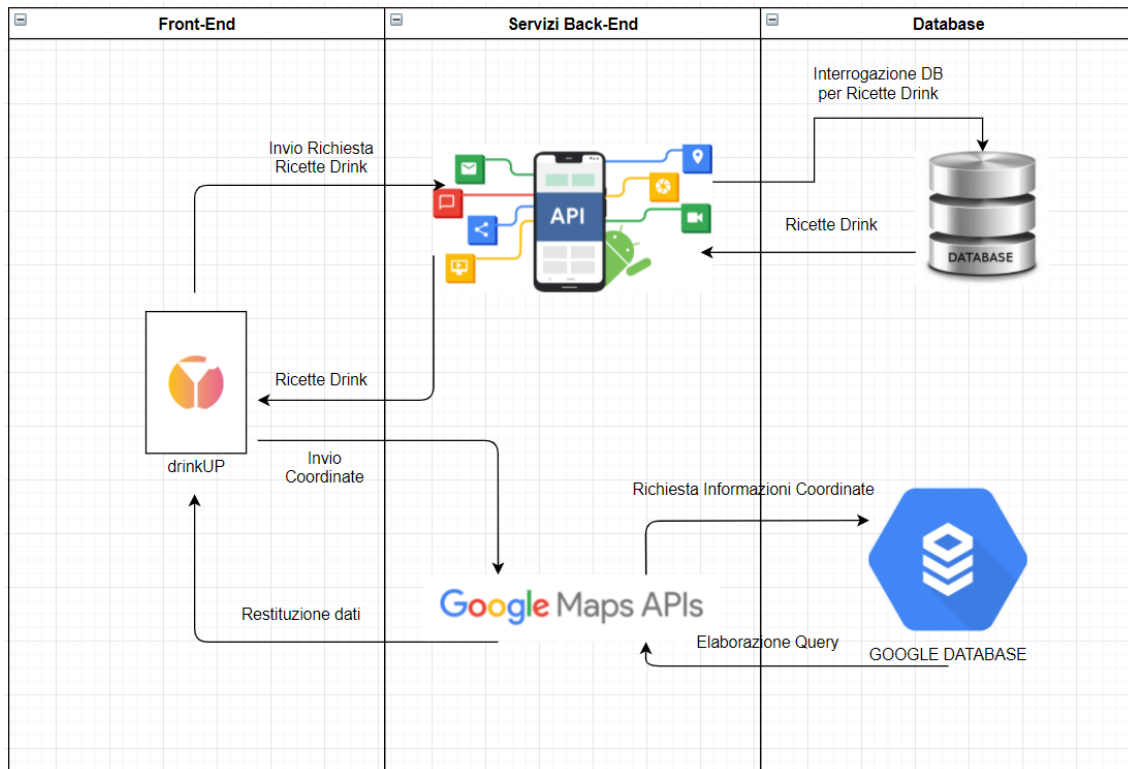 Front-End
Servizi Back-End
Database
Interrogazione DB
per Ricette Drink
Invio Richiesta
Ricette Drink
API
Ricette Drink
DATABASE
Ricette Drink
drinkUP
Invio
Coordinate
Richiesta Informazioni Coordinate
Google Maps APIs
Restituzione dati
Elaborazione Query
GOOGLE DATABASE